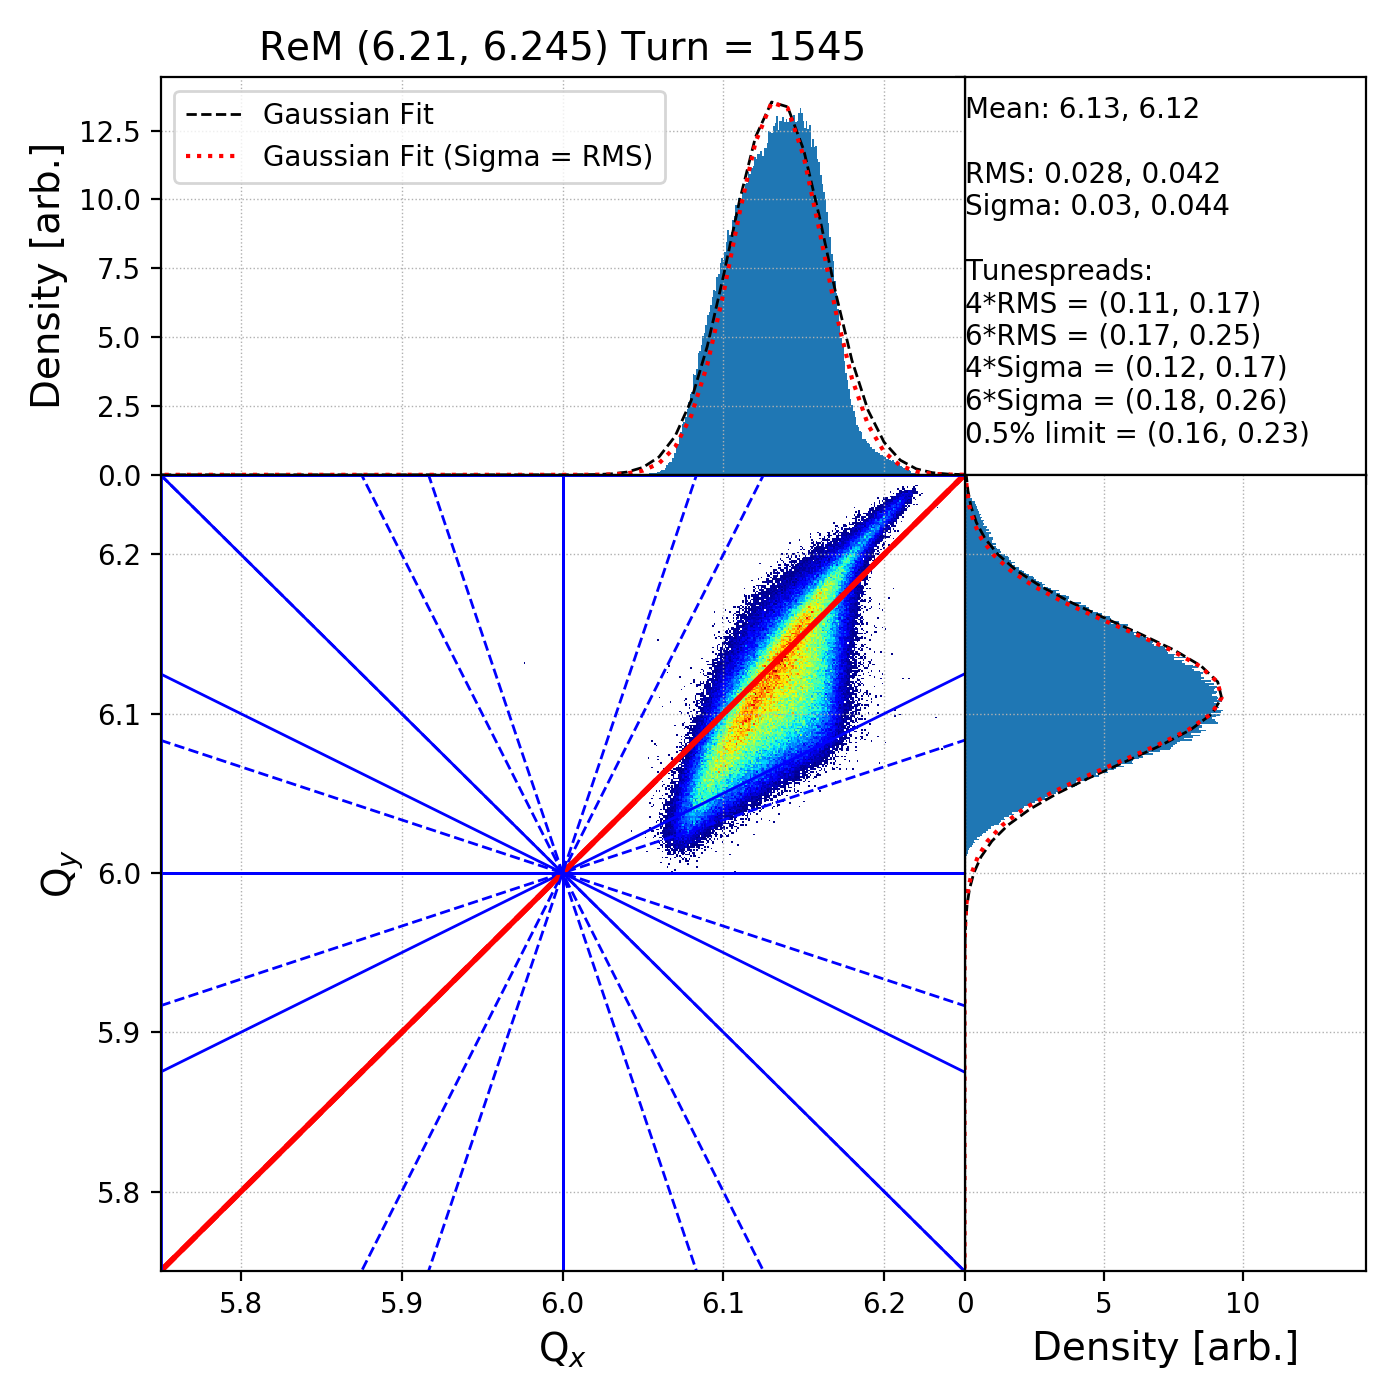 ReM (6.21, 6.245) Turn = 1545
Gaussian Fit
Gaussian Fit (Sigma = RMS)
Density [arb.]
12.5
10.0
7.5
5.0
2.5
0.0
Mean: 6.13, 6.12
RMS: 0.028, 0.042
Sigma: 0.03, 0.044
Tunespreads:
4*RMS = (0.11, 0.17)
6*RMS = (0.17, 0.25)
4*Sigma = (0.12, 0.17)
6*Sigma = (0.18, 0.26)
0.5% limit = (0.16, 0.23)
Qy
6.2
6.1
6.0
5.9
5.8
5.8 5.9 6.0 6.1 6.2
Qx
0 5 10
Density [arb.]